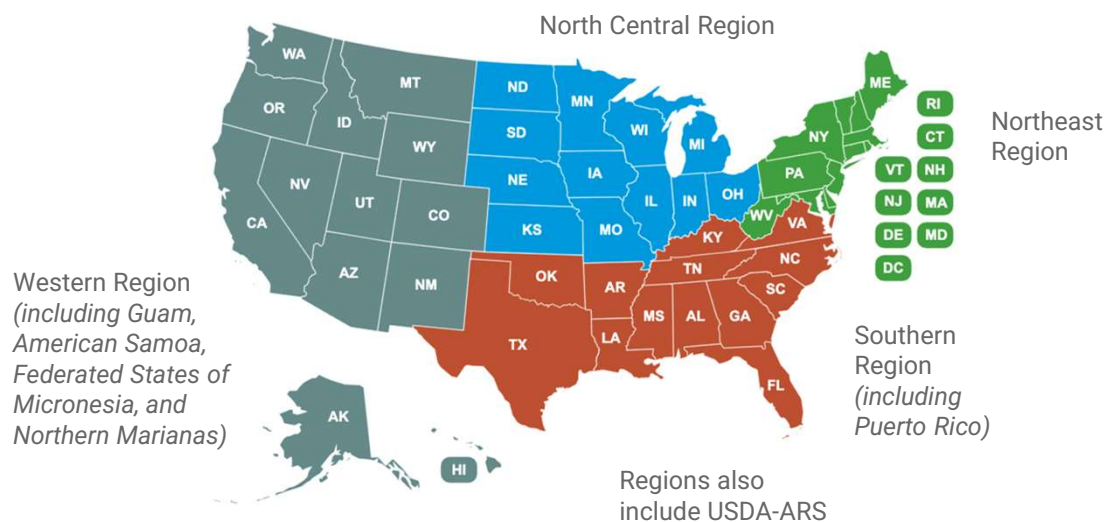 North Central Region
WA
MT
ND
MN
ME
OR
ID
SD
WI
MI
NY
RI
CT
Northeast
Region
WY
NE
IA
PA
VT
NH
NV
UT
CO
IL
IN
OH
NJ
MA
CA
KS
MO
WV
VA
KY
DE
MD
AZ
NM
OK
AR
TN
NC
DC
SC
Western Region
(including Guam,
American Samoa,
Federated States of
Micronesia, and
Northern Marianas)
TX
LA
MS
AL
GA
FL
Southern
Region
(including
Puerto Rico)
AK
HI
Regions also
include USDA-ARS